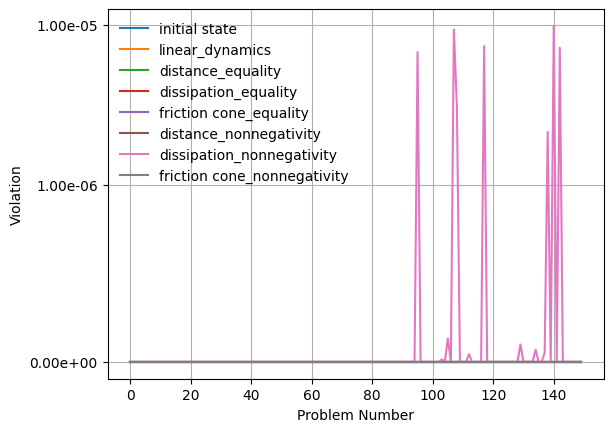 1.00e-05
1.00e-06
0.00e+00
Violation
initial state
linear_dynamics
distance_equality
dissipation_equality
friction cone_equality
distance_nonnegativity
dissipation_nonnegativity
friction cone_nonnegativity
0 20 40 60 80 100 120 140
Problem Number